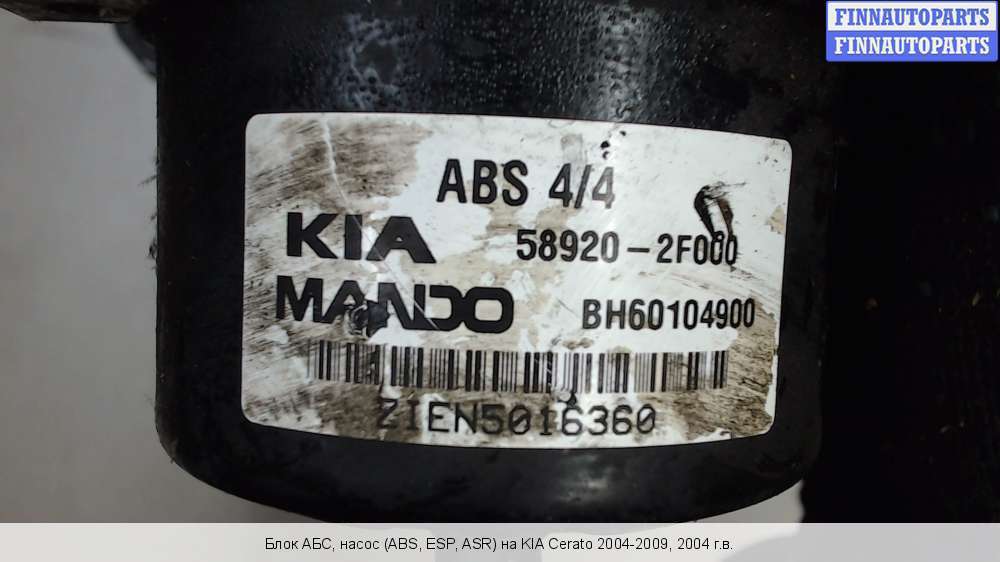 FINNAUTOPARTS
FINNAUTOPARTS
ABS 4/4
KIA 58920-2F000
MANDO BH60104900
ZIEN5016360
Блок АБС, насос (ABS, ESP, ASR) на KIA Cerato 2004-2009, 2004 г.в.